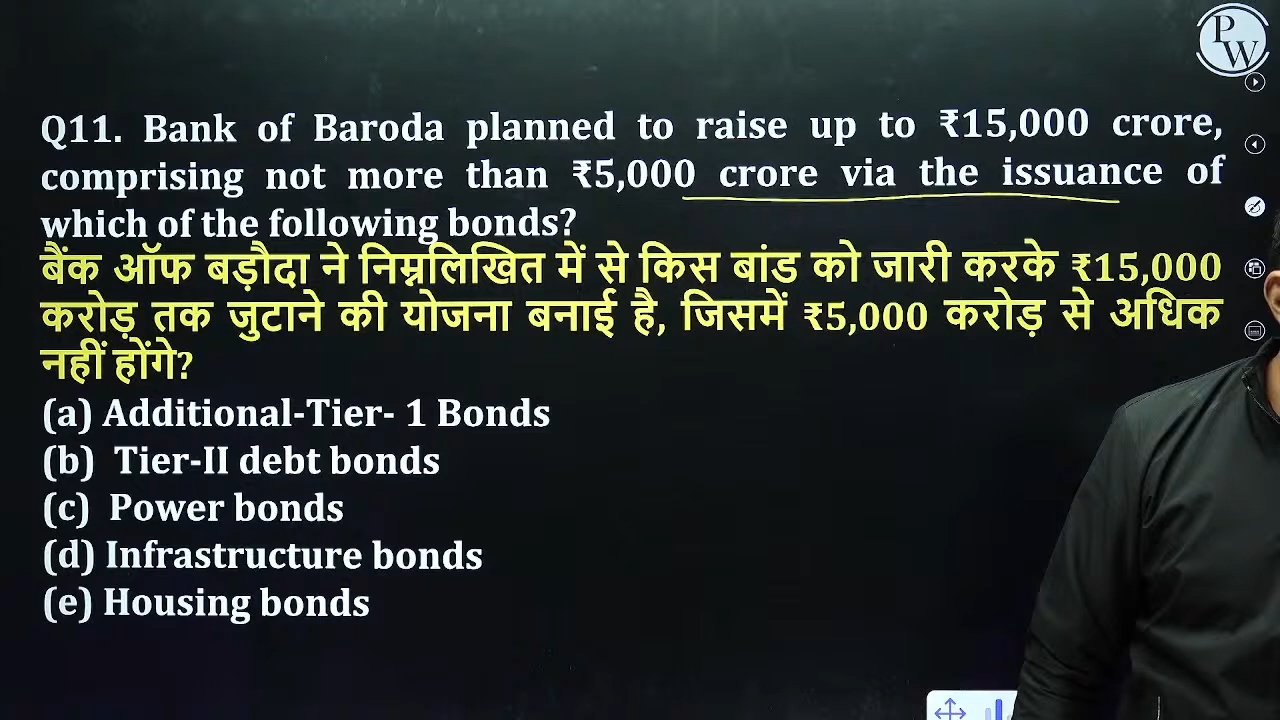 PW
Q11. Bank of Baroda planned to raise up to ₹15,000 crore,
comprising not more than ₹5,000 crore via the issuance of
which of the following bonds?
बैंक ऑफ बड़ौदा ने निम्नलिखित में से किस बांड को जारी करके ₹15,000
करोड़ तक जुटाने की योजना बनाई है, जिसमें ₹5,000 करोड़ से अधिक
नहीं होंगे?
(a) Additional-Tier- 1 Bonds
(b) Tier-II debt bonds
(c) Power bonds
(d) Infrastructure bonds
(e) Housing bonds